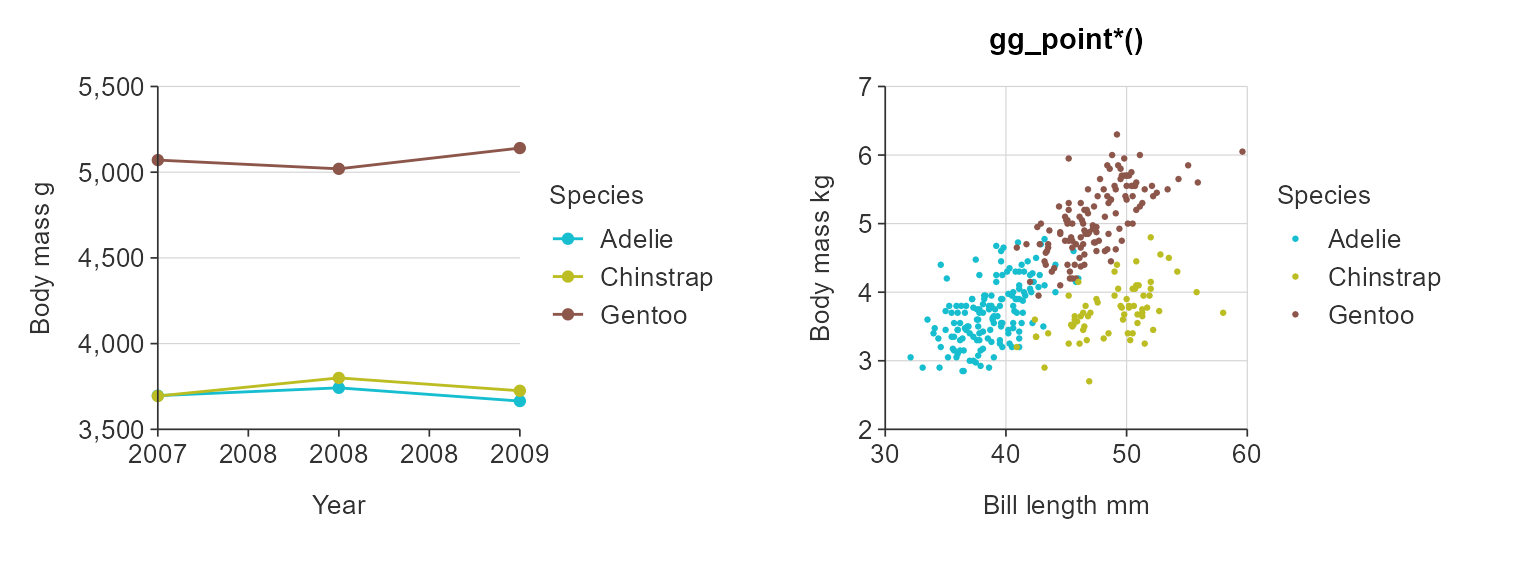 5,500
5,000
4,500
4,000
3,500
2007 2008 2008 2008 2009
Year
Body mass g
Species
Adelie
Chinstrap
Gentoo
gg_point*()
7
6
5
4
3
2
30 40 50 60
Bill length mm
Body mass kg
Species
Adelie
Chinstrap
Gentoo